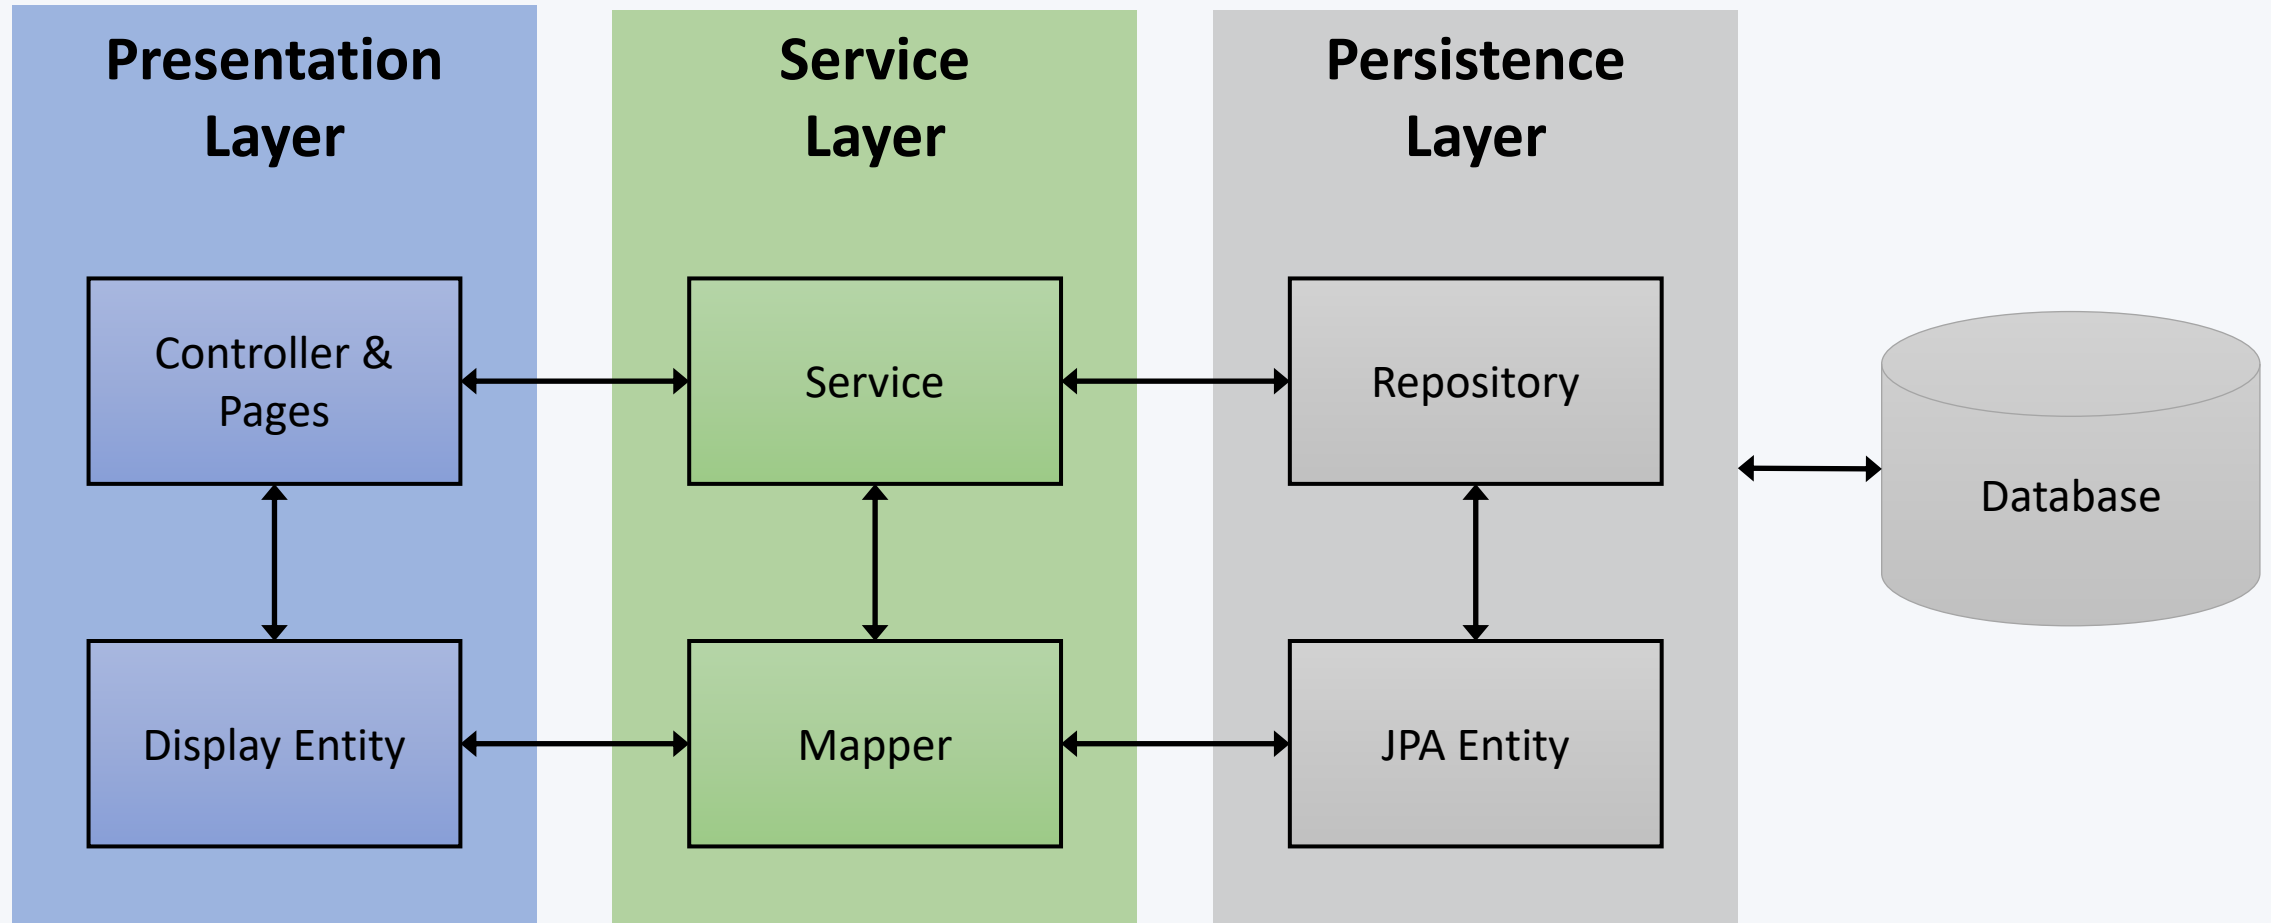 Presentation
Layer
Service
Layer
Persistence
Layer
Controller &
Pages
Service
Repository
Database
Display Entity
Mapper
JPA Entity